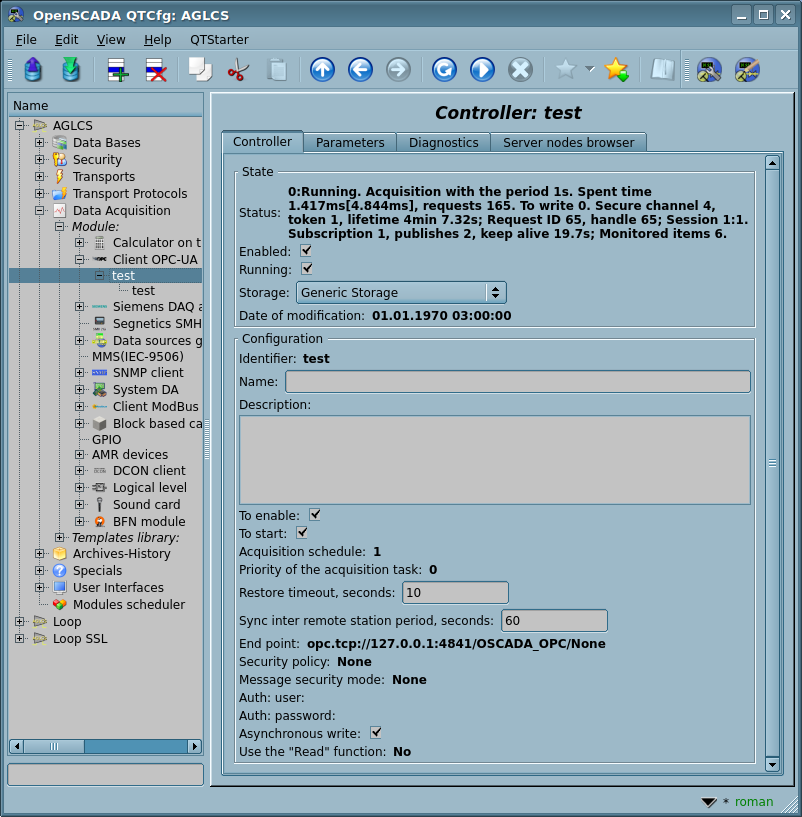 OpenSCADA QTCfg: AGLCS
File Edit View Help QTStarter
Name
AGLCS
Data Bases
Security
Transports
Transport Protocols
Data Acquisition
Module:
Calculator on t
Client OPC-UA
test
test
Siemens DAQ a
Segnetics SMH
Data sources g
MMS(IEC-9506)
SNMP client
System DA
Client ModBus
Block based ca
GPIO
AMR devices
DCON client
Logical level
Sound card
BFN module
Templates library:
Archives-History
Specials
User Interfaces
Modules scheduler
Loop
Loop SSL
Controller: test
Controller Parameters Diagnostics Server nodes browser
State
Status: 0:Running. Acquisition with the period 1s. Spent time
1.417ms[4.844ms], requests 165. To write 0. Secure channel 4,
token 1, lifetime 4min 7.32s; Request ID 65, handle 65; Session 1:1.
Subscription 1, publishes 2, keep alive 19.7s; Monitored items 6.
Enabled:
Running:
Storage: Generic Storage
Date of modification: 01.01.1970 03:00:00
Configuration
Identifier: test
Name:
Description:
To enable:
To start:
Acquisition schedule: 1
Priority of the acquisition task: 0
Restore timeout, seconds: 10
Sync inter remote station period, seconds: 60
End point: opc.tcp://127.0.0.1:4841/OSCADA_OPC/None
Security policy: None
Message security mode: None
Auth: user:
Auth: password:
Asynchronous write:
Use the "Read" function: No
* roman